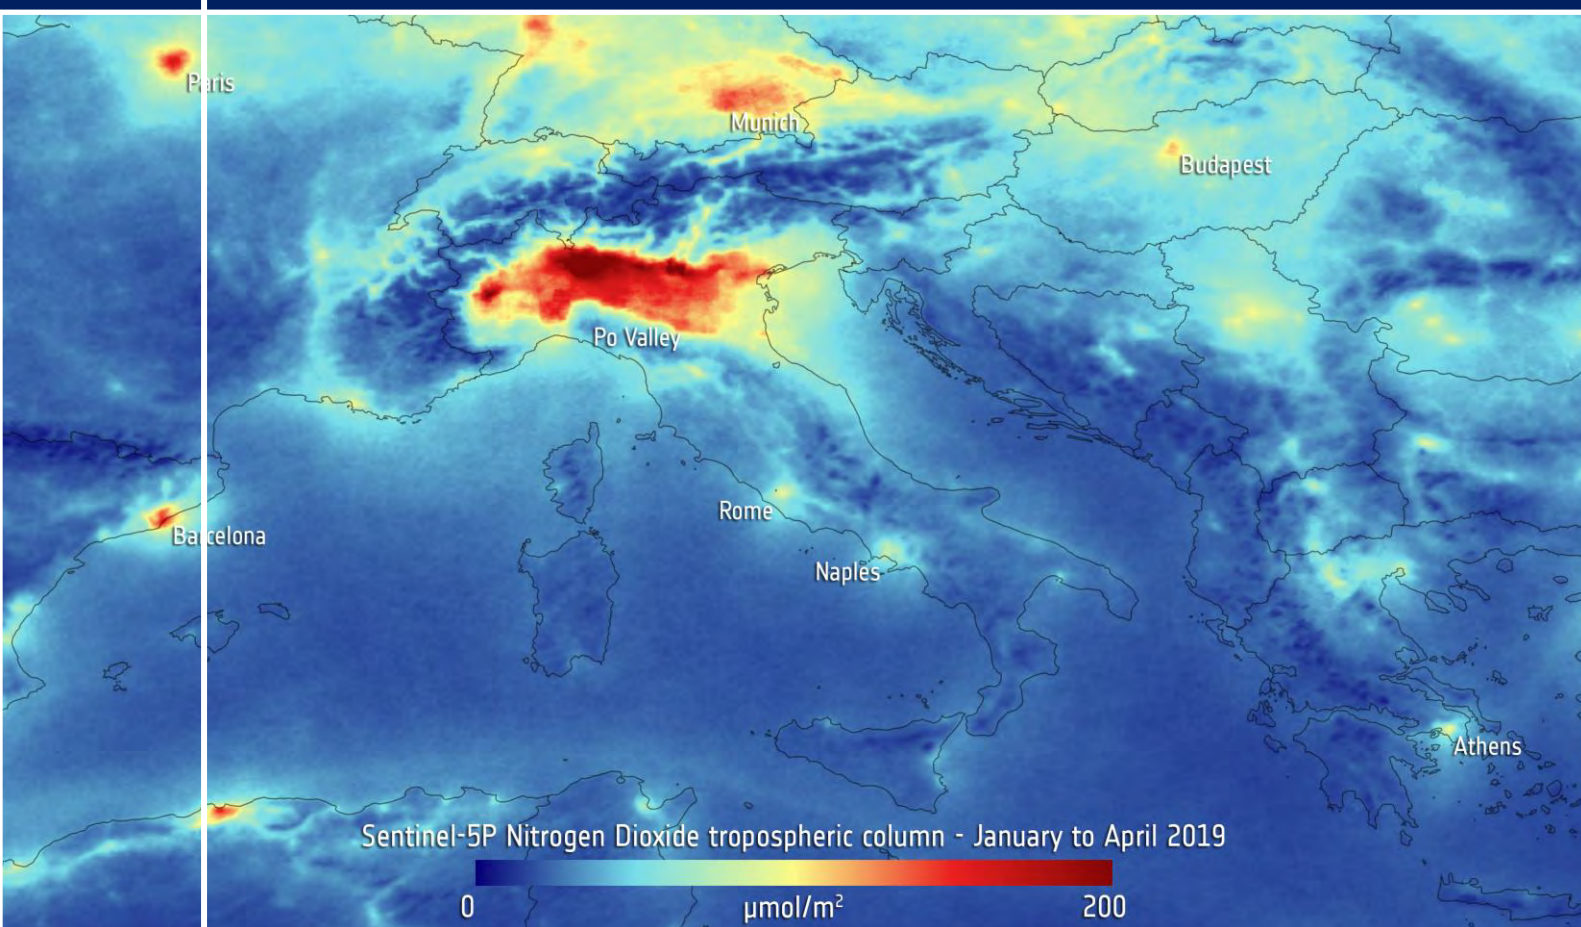 Paris
Munich
Budapest
Po Valley
Rome
Barcelona
Naples
Athens
Sentinel-5P Nitrogen Dioxide tropospheric column - January to April 2019
0 µmol/m² 200